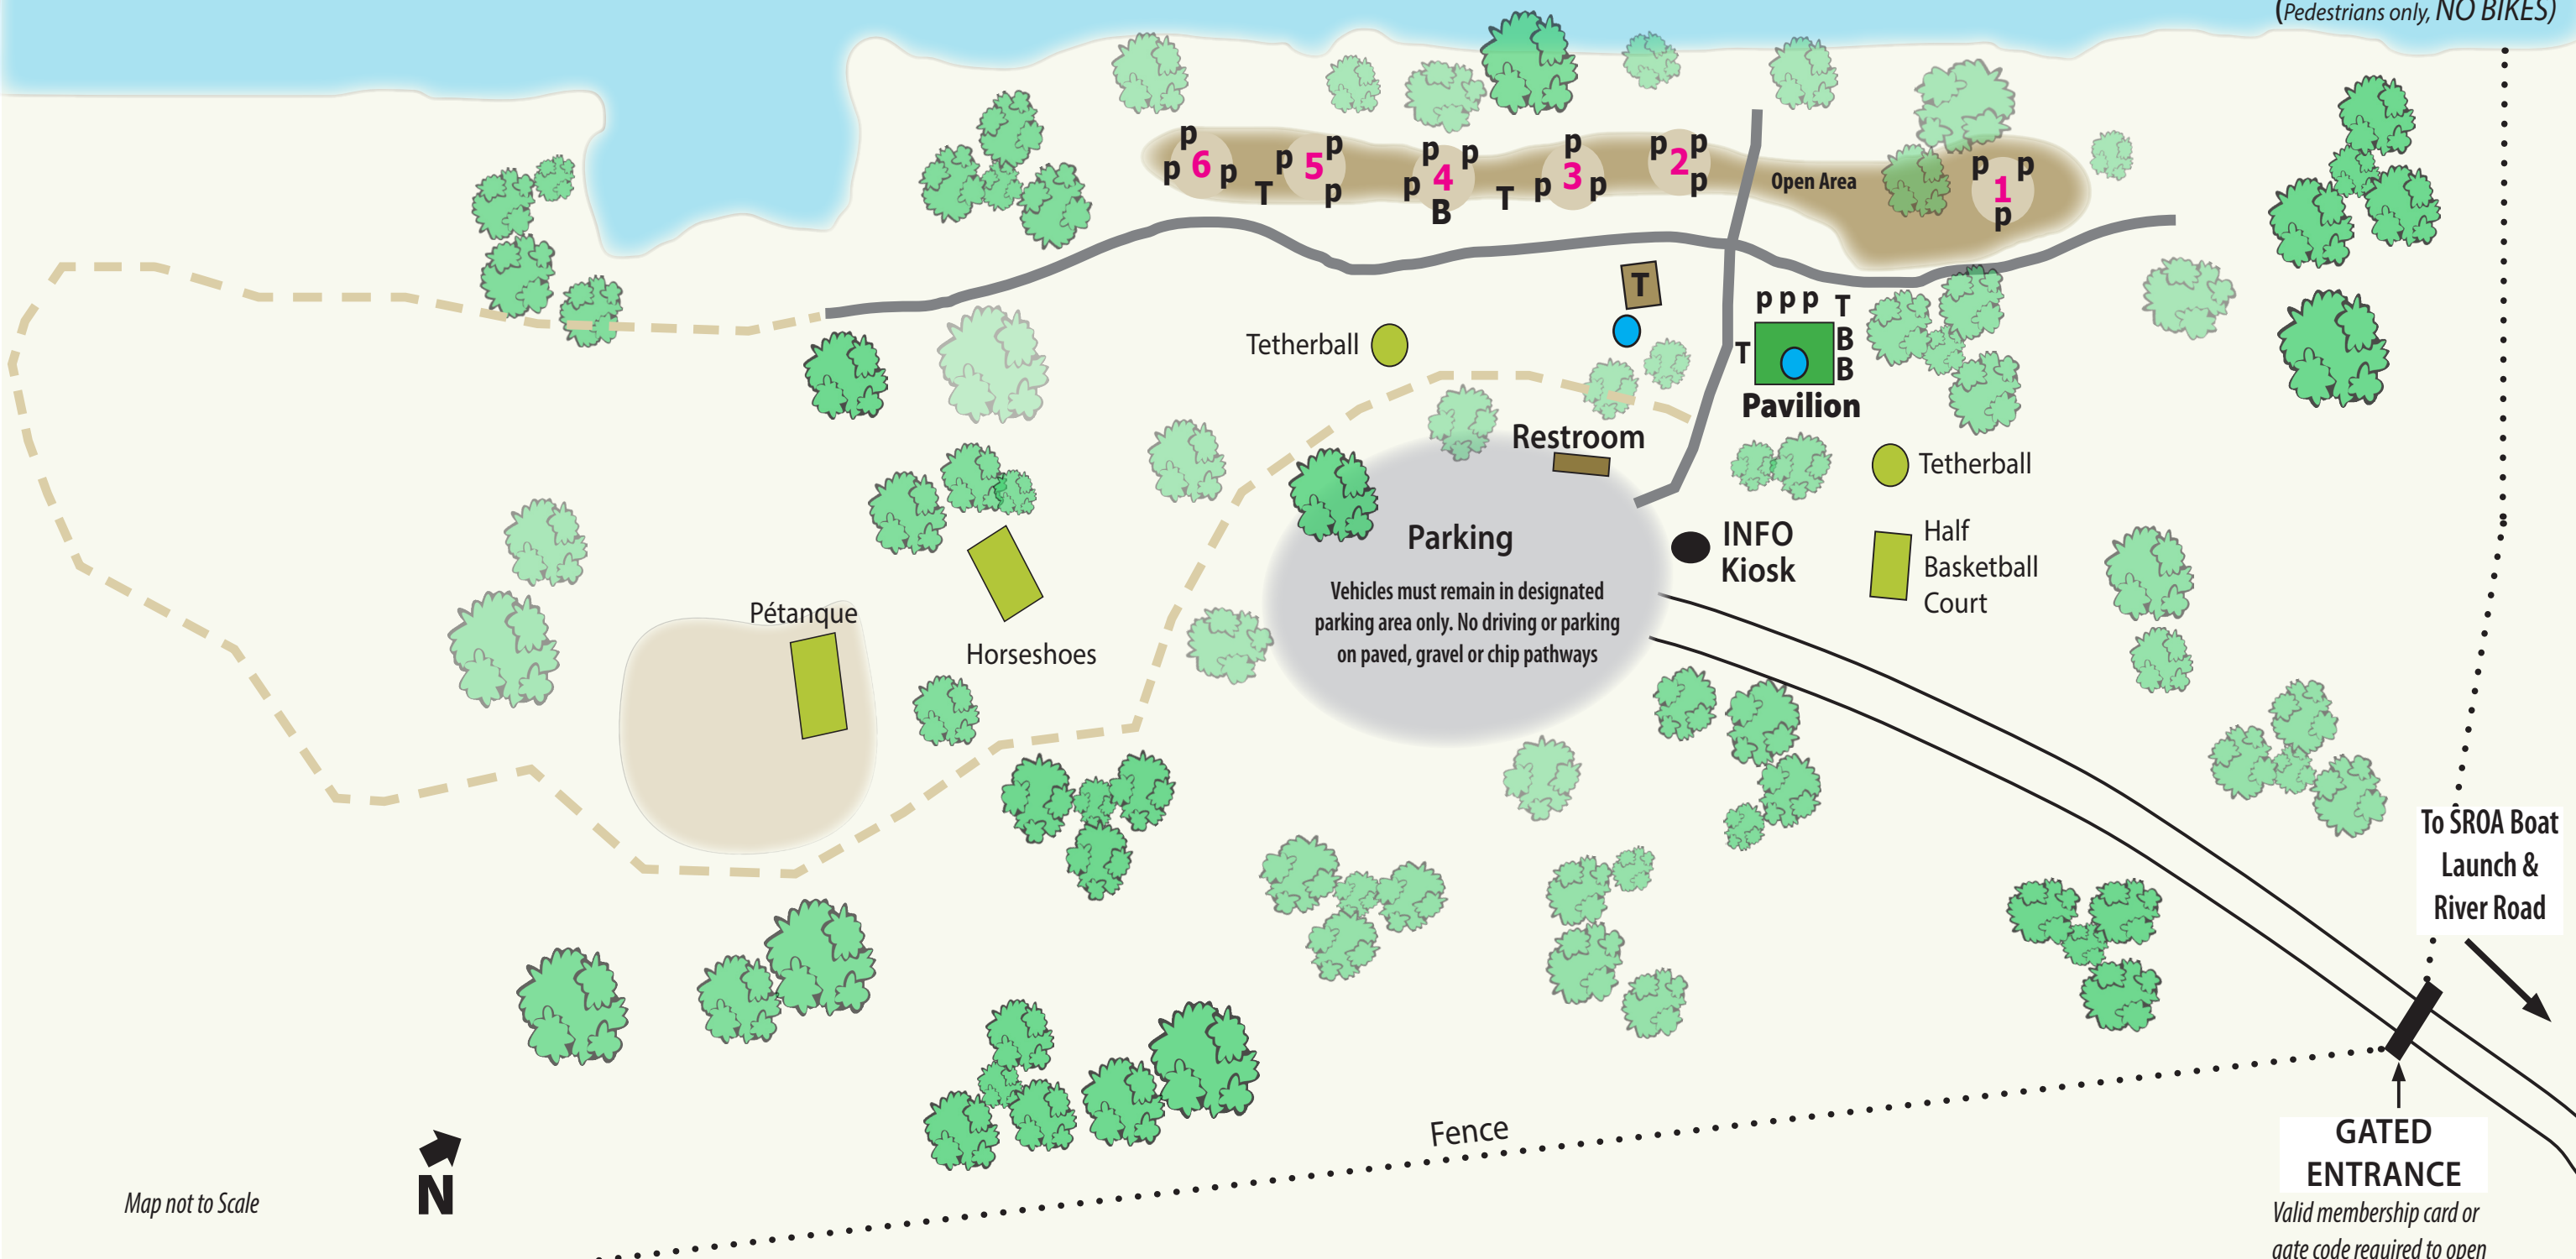 (Pedestrians only, NO BIKES)
p
p 6 p
T
p 5 p
p
p p
p 4
B
T
p
p 3 p
p 2 p
p
Open Area
p 1 p
p
T
p p p T
T
B
B
Pavilion
Tetherball
Restroom
Tetherball
Parking
Vehicles must remain in designated
parking area only. No driving or parking
on paved, gravel or chip pathways
INFO
Kiosk
Half
Basketball
Court
Pétanque
Horseshoes
To SROA Boat
Launch &
River Road
Fence
GATED
ENTRANCE
Valid membership card or
gate code required to open
N
Map not to Scale